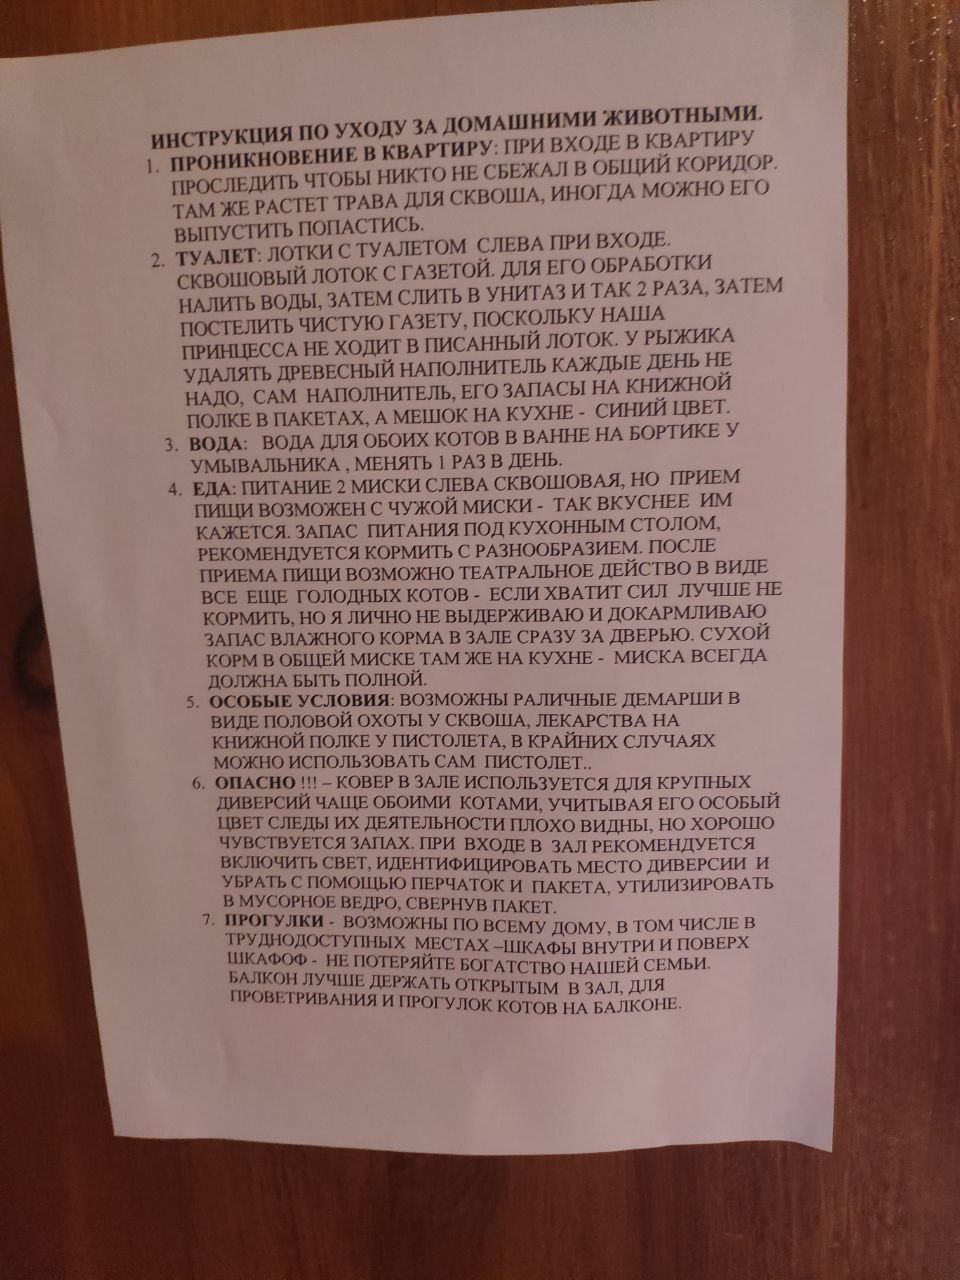 ИНСТРУКЦИЯ ПО УХОДУ ЗА ДОМАШНИМИ ЖИВОТНЫМИ.
1. ПРОНИКНОВЕНИЕ В КВАРТИРУ: ПРИ ВХОДЕ В КВАРТИРУ
ПРОСЛЕДИТЬ ЧТОБЫ НИКТО НЕ СБЕЖАЛ В ОБЩИЙ КОРИДОР.
ТАМ ЖЕ РАСТЕТ ТРАВА ДЛЯ СКВОША, ИНОГДА МОЖНО ЕГО
ВЫПУСТИТЬ ПОПАСТИСЬ.
2. ТУАЛЕТ: ЛОТКИ С ТУАЛЕТОМ СЛЕВА ПРИ ВХОДЕ.
СКВОШОВЫЙ ЛОТОК С ГАЗЕТОЙ. ДЛЯ ЕГО ОБРАБОТКИ
НАЛИТЬ ВОДЫ, ЗАТЕМ СЛИТЬ В УНИТАЗ И ТАК 2 РАЗА, ЗАТЕМ
ПОСТЕЛИТЬ ЧИСТУЮ ГАЗЕТУ, ПОСКОЛЬКУ НАША
ПРИНЦЕССА НЕ ХОДИТ В ПИСАННЫЙ ЛОТОК. У РЫЖИКА
УДАЛЯТЬ ДРЕВЕСНЫЙ НАПОЛНИТЕЛЬ КАЖДЫЕ ДЕНЬ НЕ
НАДО, САМ НАПОЛНИТЕЛЬ, ЕГО ЗАПАСЫ НА КНИЖНОЙ
ПОЛКЕ В ПАКЕТАХ, А МЕШОК НА КУХНЕ - СИНИЙ ЦВЕТ.
3. ВОДА: ВОДА ДЛЯ ОБОИХ КОТОВ В ВАННЕ НА БОРТИКЕ У
УМЫВАЛЬНИКА , МЕНЯТЬ 1 РАЗ В ДЕНЬ.
4. ЕДА: ПИТАНИЕ 2 МИСКИ СЛЕВА СКВОШОВАЯ, НО ПРИЕМ
ПИЩИ ВОЗМОЖЕН С ЧУЖОЙ МИСКИ - ТАК ВКУСНЕЕ ИМ
КАЖЕТСЯ. ЗАПАС ПИТАНИЯ ПОД КУХОННЫМ СТОЛОМ,
РЕКОМЕНДУЕТСЯ КОРМИТЬ С РАЗНООБРАЗИЕМ. ПОСЛЕ
ПРИЕМА ПИЩИ ВОЗМОЖНО ТЕАТРАЛЬНОЕ ДЕЙСТВО В ВИДЕ
ВСЕ ЕЩЕ ГОЛОДНЫХ КОТОВ - ЕСЛИ ХВАТИТ СИЛ ЛУЧШЕ НЕ
КОРМИТЬ, НО Я ЛИЧНО НЕ ВЫДЕРЖИВАЮ И ДОКАРМЛИВАЮ
ЗАПАС ВЛАЖНОГО КОРМА В ЗАЛЕ СРАЗУ ЗА ДВЕРЬЮ. СУХОЙ
КОРМ В ОБЩЕЙ МИСКЕ ТАМ ЖЕ НА КУХНЕ - МИСКА ВСЕГДА
ДОЛЖНА БЫТЬ ПОЛНОЙ.
5. ОСОБЫЕ УСЛОВИЯ: ВОЗМОЖНЫ РАЛИЧНЫЕ ДЕМАРШИ В
ВИДЕ ПОЛОВОЙ ОХОТЫ У СКВОША, ЛЕКАРСТВА НА
КНИЖНОЙ ПОЛКЕ У ПИСТОЛЕТА, В КРАЙНИХ СЛУЧАЯХ
МОЖНО ИСПОЛЬЗОВАТЬ САМ ПИСТОЛЕТ..
6. ОПАСНО !!! – КОВЕР В ЗАЛЕ ИСПОЛЬЗУЕТСЯ ДЛЯ КРУПНЫХ
ДИВЕРСИЙ ЧАЩЕ ОБОИМИ КОТАМИ, УЧИТЫВАЯ ЕГО ОСОБЫЙ
ЦВЕТ СЛЕДЫ ИХ ДЕЯТЕЛЬНОСТИ ПЛОХО ВИДНЫ, НО ХОРОШО
ЧУВСТВУЕТСЯ ЗАПАХ. ПРИ ВХОДЕ В ЗАЛ РЕКОМЕНДУЕТСЯ
ВКЛЮЧИТЬ СВЕТ, ИДЕНТИФИЦИРОВАТЬ МЕСТО ДИВЕРСИИ И
УБРАТЬ С ПОМОЩЬЮ ПЕРЧАТОК И ПАКЕТА, УТИЛИЗИРОВАТЬ
В МУСОРНОЕ ВЕДРО, СВЕРНУВ ПАКЕТ.
7. ПРОГУЛКИ - ВОЗМОЖНЫ ПО ВСЕМУ ДОМУ, В ТОМ ЧИСЛЕ В
ТРУДНОДОСТУПНЫХ МЕСТАХ –ШКАФЫ ВНУТРИ И ПОВЕРХ
ШКАФОФ - НЕ ПОТЕРЯЙТЕ БОГАТСТВО НАШЕЙ СЕМЬИ.
БАЛКОН ЛУЧШЕ ДЕРЖАТЬ ОТКРЫТЫМ В ЗАЛ, ДЛЯ
ПРОВЕТРИВАНИЯ И ПРОГУЛОК КОТОВ НА БАЛКОНЕ.